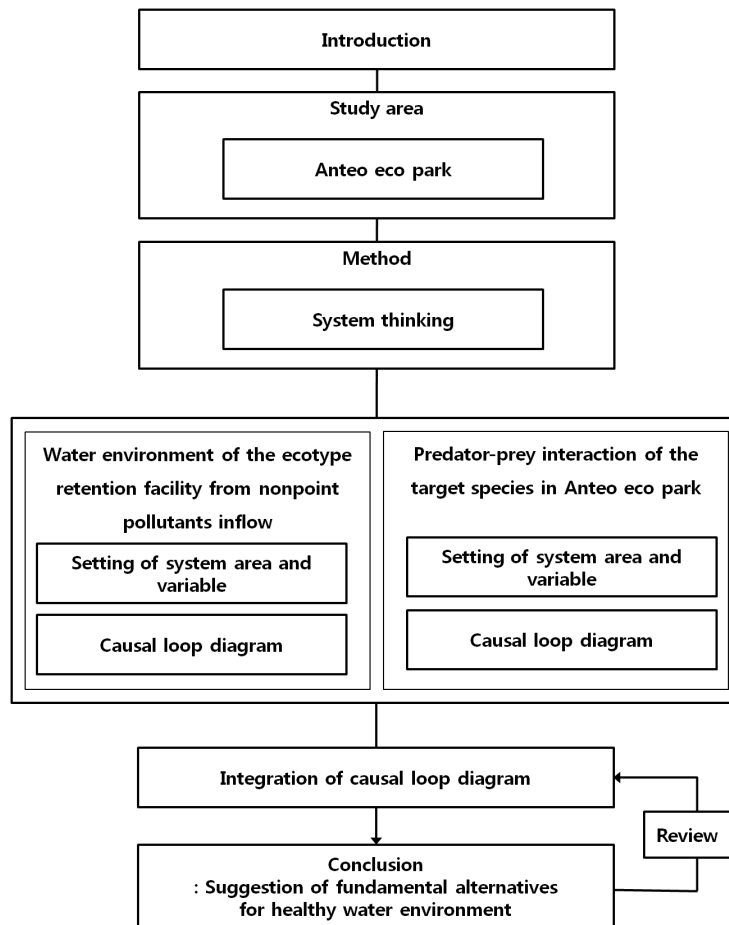 Introduction
Study area
Anteo eco park
Method
System thinking
Water environment of the ecotype
retention facility from nonpoint
pollutants inflow
Setting of system area and
variable
Causal loop diagram
Predator-prey interaction of the
target species in Anteo eco park
Setting of system area and
variable
Causal loop diagram
Integration of causal loop diagram
Review
Conclusion
: Suggestion of fundamental alternatives
for healthy water environment